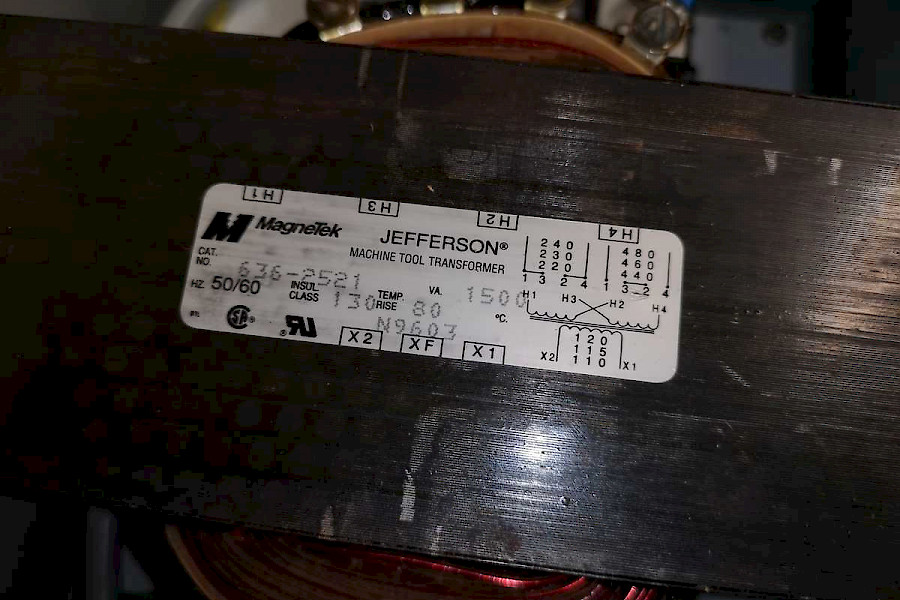 H1 H3 H2 H4
MagneTek
JEFFERSON®
MACHINE TOOL TRANSFORMER
CAT. NO. 636-2521
HZ 50/60
INSUL CLASS 130
TEMP. RISE 80 °C.
VA. 1500
N9603
240
230
220
1 3 2 4
480
460
440
1 3 2 4
H1 H3 H2 H4
120
115
110
X2 X1
X2 XF X1